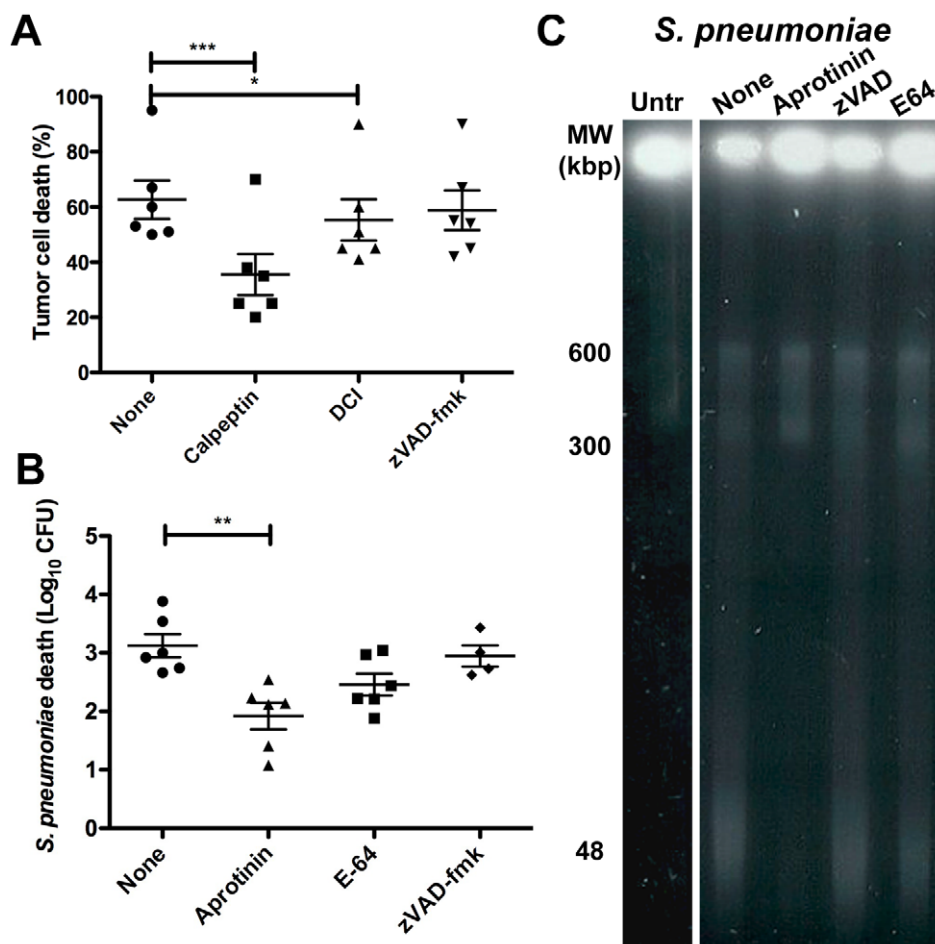 A
***
*
100
80
60
40
20
0
Tumor cell death (%)
None
Calpeptin
DCI
zVAD-fmk
B
**
5
4
3
2
1
0
S. pneumoniae death (Log10 CFU)
None
Aprotinin
E-64
zVAD-fmk
C
S. pneumoniae
Untr
None
Aprotinin
zVAD
E64
MW
(kbp)
600
300
48